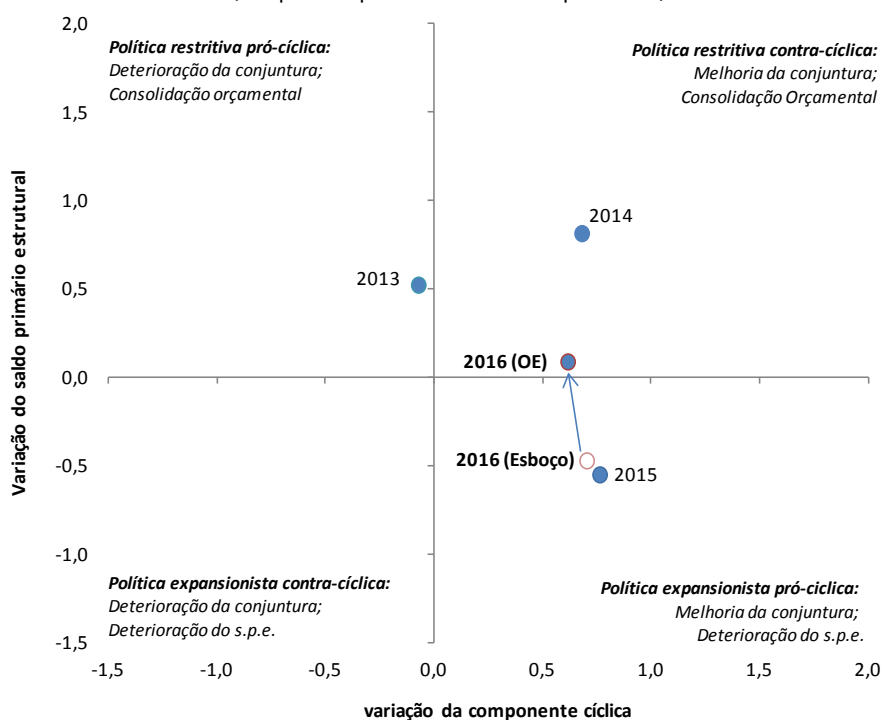 2,0
Política restritiva pró-cíclica:
Deterioração da conjuntura;
Consolidação orçamental
Política restritiva contra-cíclica:
Melhoria da conjuntura;
Consolidação Orçamental
1,5
1,0
2014
2013
0,5
2016 (OE)
0,0
2016 (Esboço)
2015
-0,5
-1,0
Política expansionista contra-cíclica:
Deterioração da conjuntura;
Deterioração do s.p.e.
Política expansionista pró-ciclica:
Melhoria da conjuntura;
Deterioração do s.p.e.
-1,5
-1,5
-1,0
-0,5
0,0
0,5
1,0
1,5
2,0
Variação do saldo primário estrutural
variação da componente cíclica